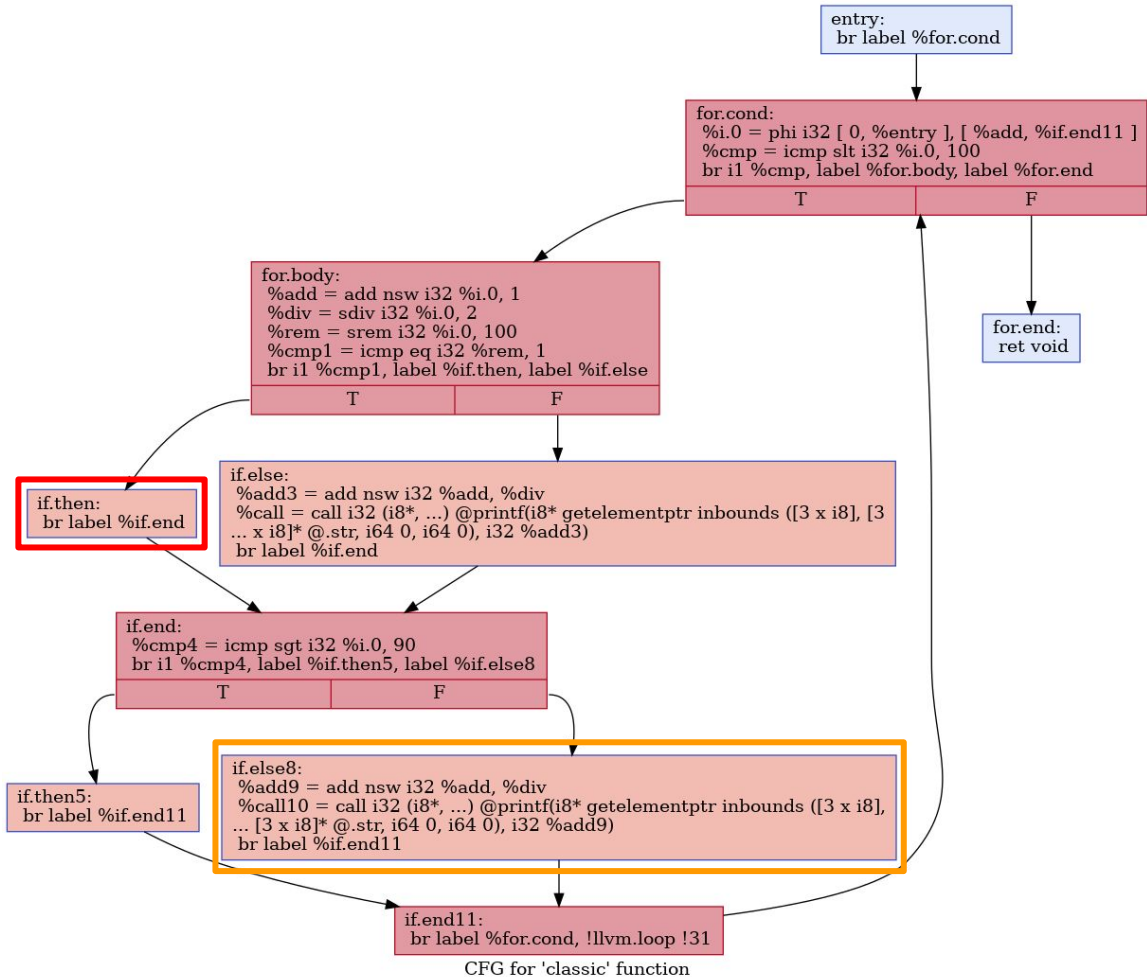 entry:
br label %for.cond
for.cond:
%i.0 = phi i32 [ 0, %entry ], [ %add, %if.end11 ]
%cmp = icmp slt i32 %i.0, 100
br i1 %cmp, label %for.body, label %for.end
T F
for.body:
%add = add nsw i32 %i.0, 1
%div = sdiv i32 %i.0, 2
%rem = srem i32 %i.0, 100
%cmp1 = icmp eq i32 %rem, 1
br i1 %cmp1, label %if.then, label %if.else
T F
for.end:
ret void
if.then:
br label %if.end
if.else:
%add3 = add nsw i32 %add, %div
%call = call i32 (i8*, ...) @printf(i8* getelementptr inbounds ([3 x i8], [3
... x i8]* @.str, i64 0, i64 0), i32 %add3)
br label %if.end
if.end:
%cmp4 = icmp sgt i32 %i.0, 90
br i1 %cmp4, label %if.then5, label %if.else8
T F
if.then5:
br label %if.end11
if.else8:
%add9 = add nsw i32 %add, %div
%call10 = call i32 (i8*, ...) @printf(i8* getelementptr inbounds ([3 x i8],
... [3 x i8]* @.str, i64 0, i64 0), i32 %add9)
br label %if.end11
if.end11:
br label %for.cond, !llvm.loop !31
CFG for 'classic' function